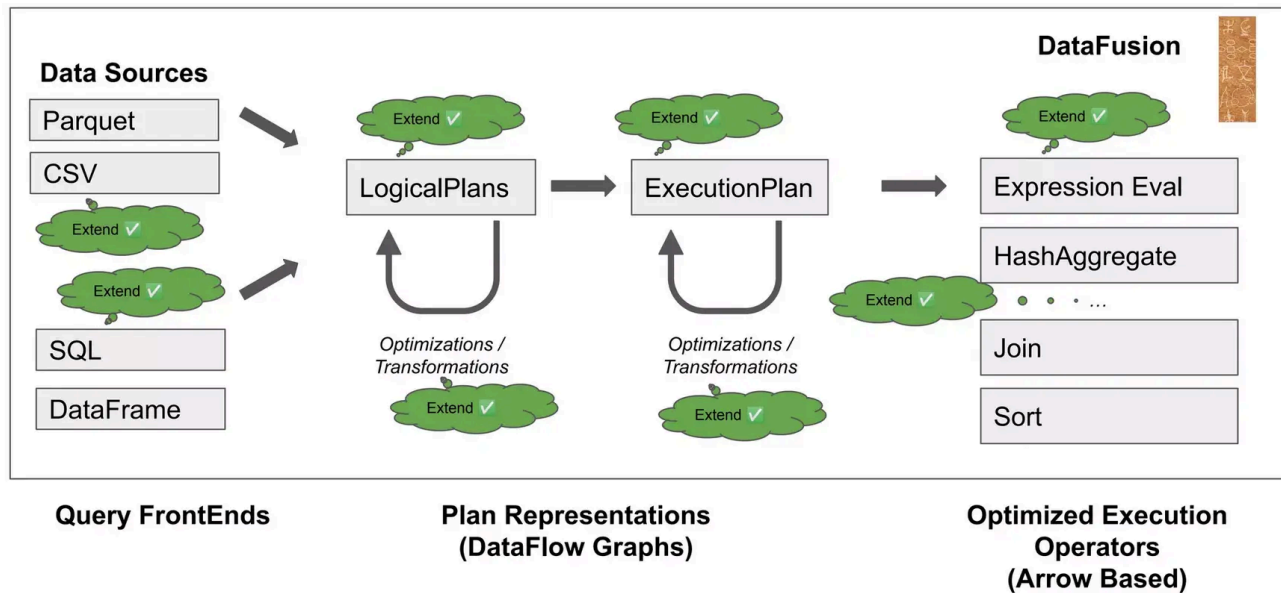 DataFusion
Data Sources
Parquet
CSV
Extend ✅
Extend ✅
SQL
DataFrame
Extend ✅
LogicalPlans
Optimizations /
Transformations
Extend ✅
Extend ✅
ExecutionPlan
Optimizations /
Transformations
Extend ✅
Extend ✅
Expression Eval
HashAggregate
Extend ✅
...
Join
Sort
Query FrontEnds
Plan Representations
(DataFlow Graphs)
Optimized Execution
Operators
(Arrow Based)